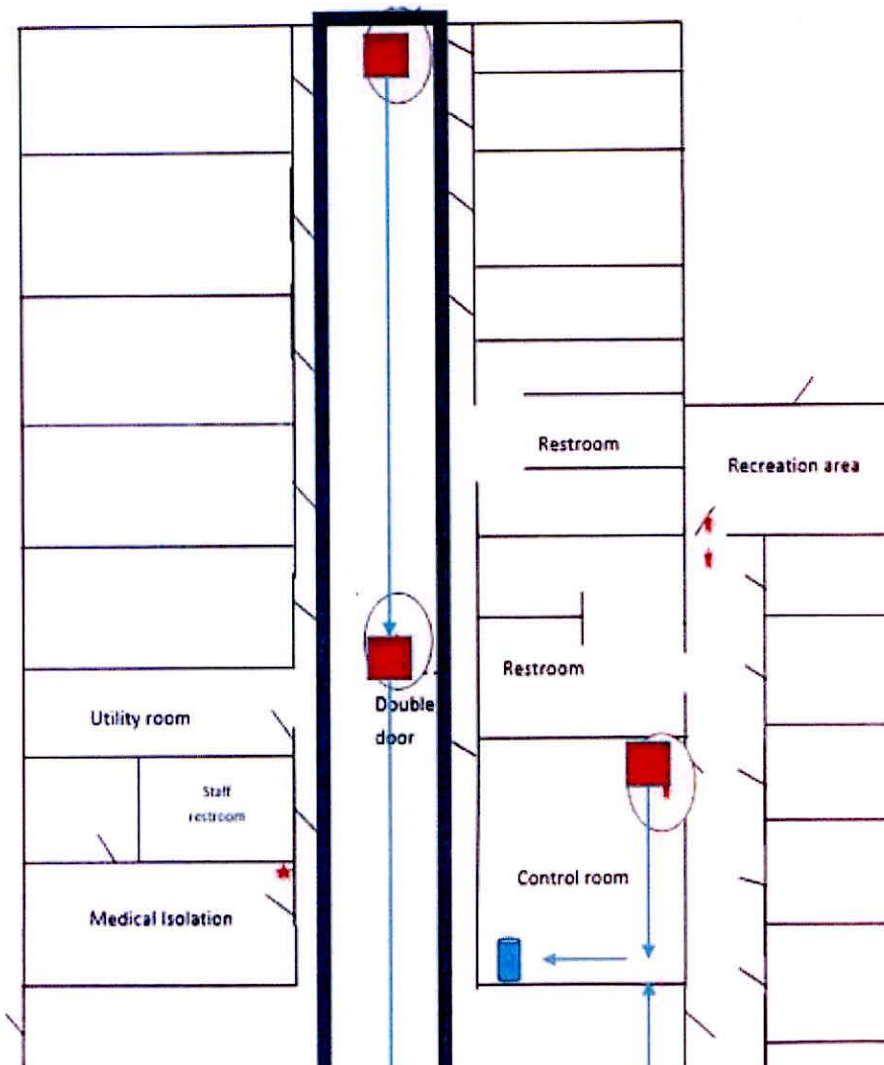 Restroom
Recreation area
Restroom
Double
door
Utility room
Staff
restroom
Control room
Medical Isolation